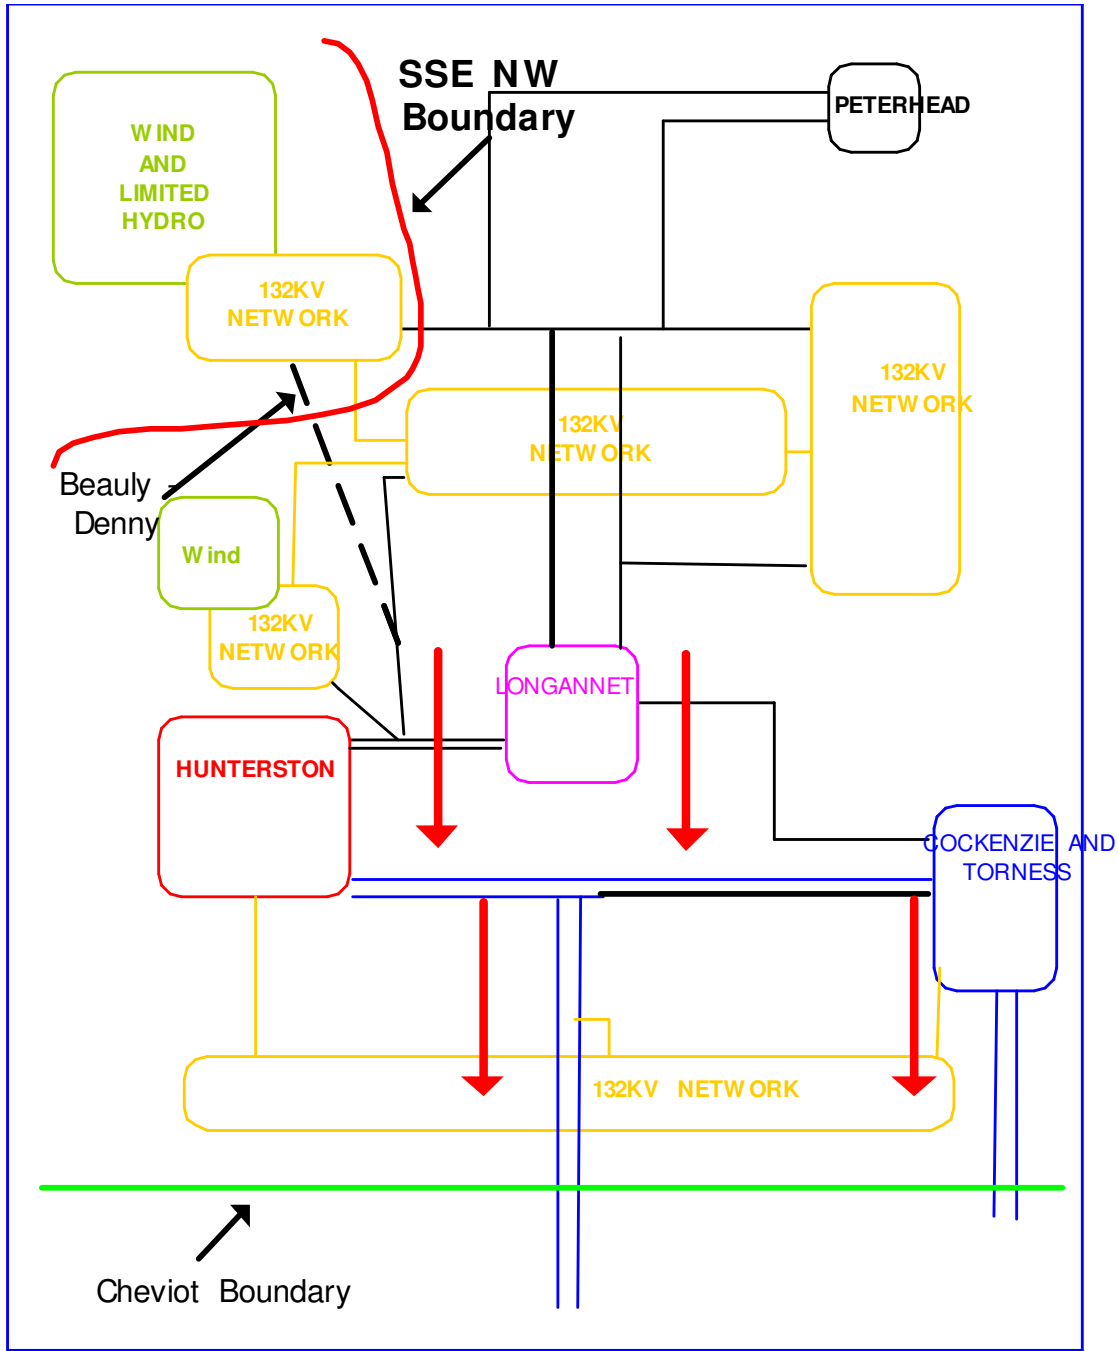 SSE NW
Boundary
PETERHEAD
WIND
AND
LIMITED
HYDRO
132KV
NETWORK
132KV
NETWORK
132KV
NETWORK
Beauly -
Denny
Wind
132KV
NETWORK
LONGANNET
HUNTERSTON
COCKENZIE AND
TORNESS
132KV NETWORK
Cheviot Boundary